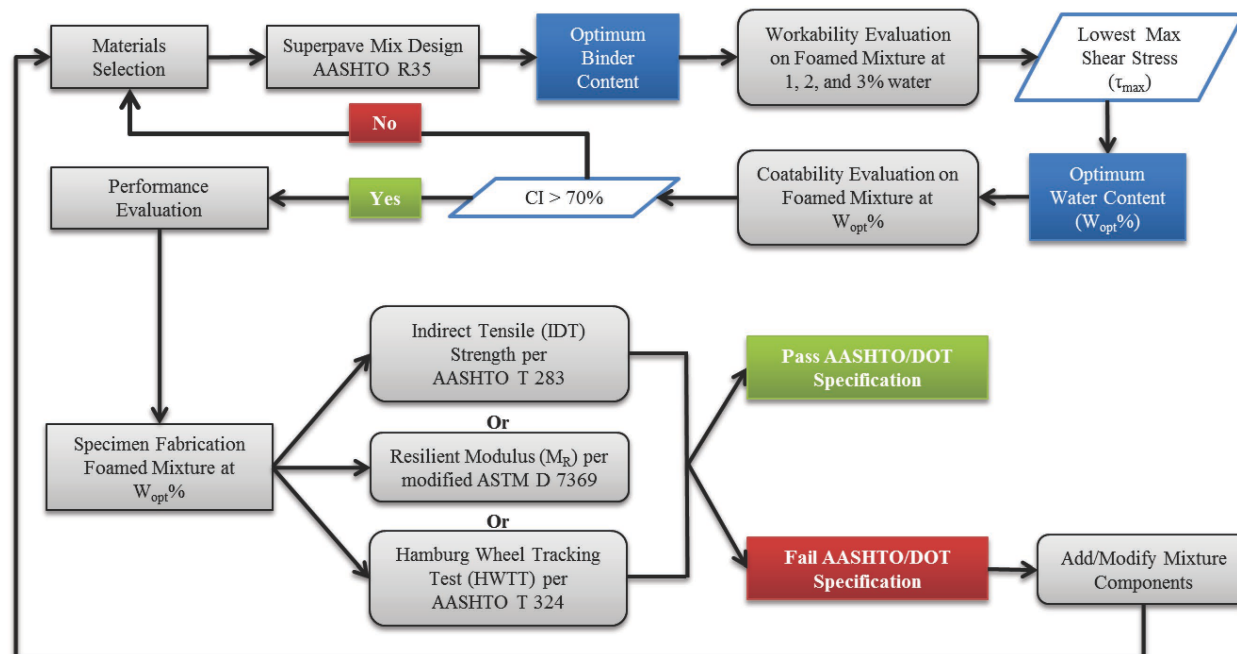 Materials
Selection
Superpave Mix Design
AASHTO R35
Optimum
Binder
Content
Workability Evaluation
on Foamed Mixture at
1, 2, and 3% water
Lowest Max
Shear Stress
(τmax)
No
Performance
Evaluation
Yes
CI > 70%
Coatability Evaluation on
Foamed Mixture at
Wopt%
Optimum
Water Content
(Wopt%)
Indirect Tensile (IDT)
Strength per
AASHTO T 283
Pass AASHTO/DOT
Specification
Or
Specimen Fabrication
Foamed Mixture at
Wopt%
Resilient Modulus (MR) per
modified ASTM D 7369
Or
Hamburg Wheel Tracking
Test (HWTT) per
AASHTO T 324
Fail AASHTO/DOT
Specification
Add/Modify Mixture
Components